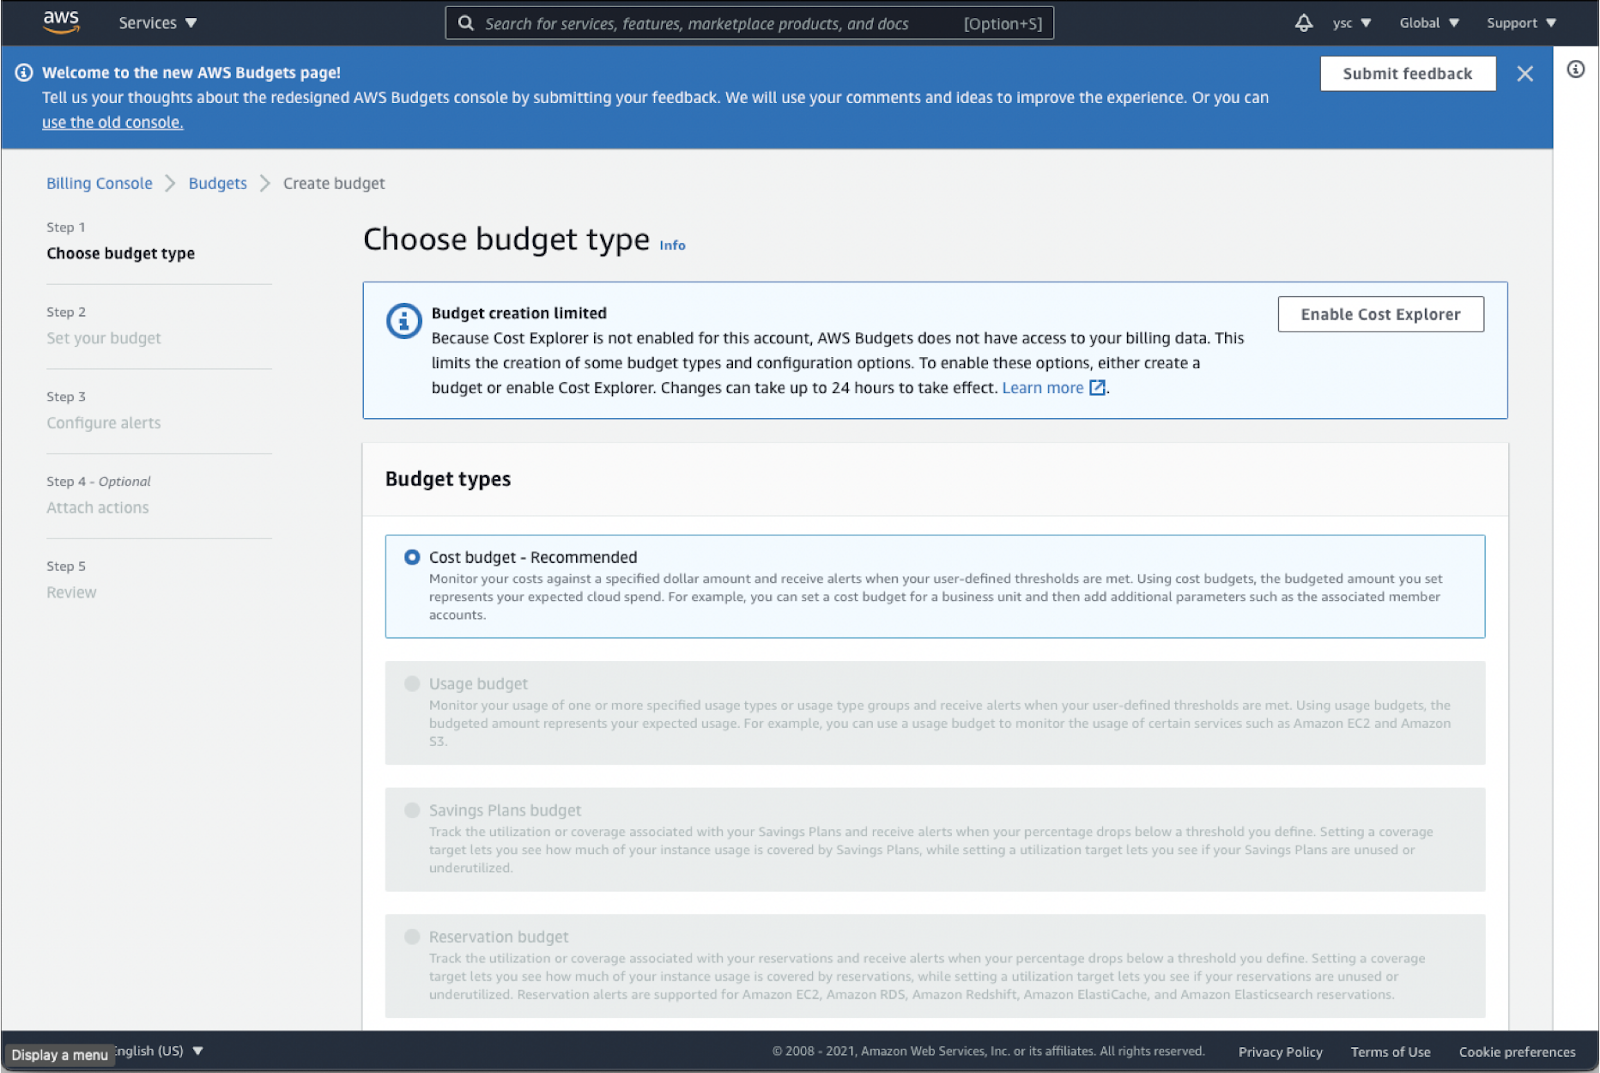 aws
Services ▼
Search for services, features, marketplace products, and docs
[Option+S]
ysc ▼
Global ▼
Support ▼
Welcome to the new AWS Budgets page!
Tell us your thoughts about the redesigned AWS Budgets console by submitting your feedback. We will use your comments and ideas to improve the experience. Or you can
use the old console.
Submit feedback
Billing Console > Budgets > Create budget
Step 1
Choose budget type
Step 2
Set your budget
Step 3
Configure alerts
Step 4 - Optional
Attach actions
Step 5
Review
Choose budget type Info
Budget creation limited
Because Cost Explorer is not enabled for this account, AWS Budgets does not have access to your billing data. This
limits the creation of some budget types and configuration options. To enable these options, either create a
budget or enable Cost Explorer. Changes can take up to 24 hours to take effect. Learn more .
Enable Cost Explorer
Budget types
Cost budget - Recommended
Monitor your costs against a specified dollar amount and receive alerts when your user-defined thresholds are met. Using cost budgets, the budgeted amount you set
represents your expected cloud spend. For example, you can set a cost budget for a business unit and then add additional parameters such as the associated member
accounts.
Usage budget
Monitor your usage of one or more specified usage types or usage type groups and receive alerts when your user-defined thresholds are met. Using usage budgets, the
budgeted amount represents your expected usage. For example, you can use a usage budget to monitor the usage of certain services such as Amazon EC2 and Amazon
S3.
Savings Plans budget
Track the utilization or coverage associated with your Savings Plans and receive alerts when your percentage drops below a threshold you define. Setting a coverage
target lets you see how much of your instance usage is covered by Savings Plans, while setting a utilization target lets you see if your Savings Plans are unused or
underutilized.
Reservation budget
Track the utilization or coverage associated with your reservations and receive alerts when your percentage drops below a threshold you define. Setting a coverage
target lets you see how much of your instance usage is covered by reservations, while setting a utilization target lets you see if your reservations are unused or
underutilized. Reservation alerts are supported for Amazon EC2, Amazon RDS, Amazon Redshift, Amazon ElastiCache, and Amazon Elasticsearch reservations.
Display a menu
English (US) ▼
© 2008 - 2021, Amazon Web Services, Inc. or its affiliates. All rights reserved.
Privacy Policy
Terms of Use
Cookie preferences